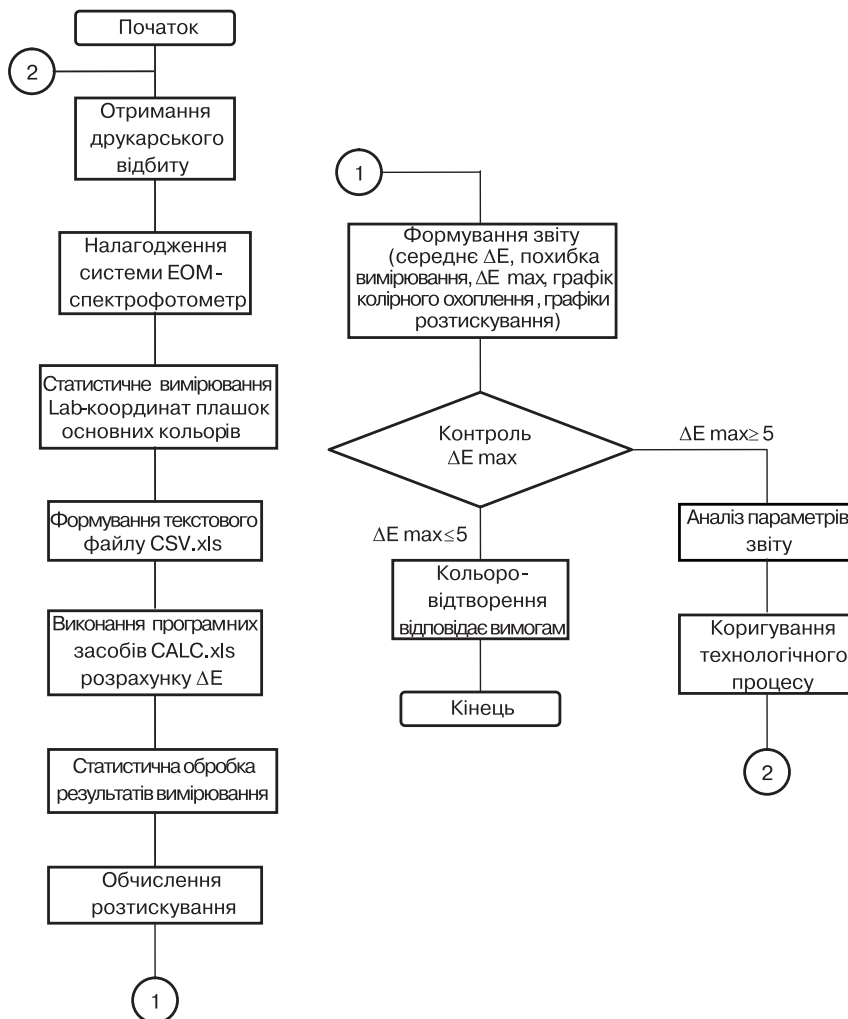 Початок
2
Отримання
друкарського
відбиту
Налагодження
системи ЕОМ-
спектрофотометр
Статистичне вимірювання
Lab-координат плашок
основних кольорів
Формування текстового
файлу CSV.xls
Виконання програмних
засобів CALC.xls
розрахунку ΔE
Статистична обробка
результатів вимірювання
Обчислення
розтискування
1
1
Формування звіту
(середнє ΔE, похибка
вимірювання, ΔE max, графік
колірного охоплення , графіки
розтискування)
Контроль
ΔE max
ΔE max≥ 5
ΔE max≤5
Кольоро-
відтворення
відповідає вимогам
Кінець
Аналіз параметрів
звіту
Коригування
технологічного
процесу
2